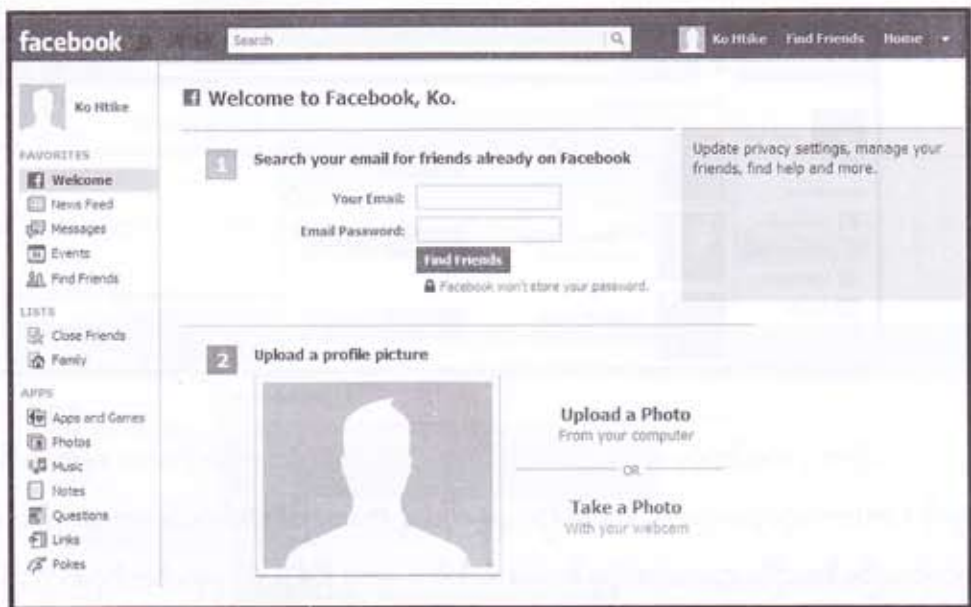 facebook
Search
Ko Htike Find Friends Home
Ko Htike
Welcome to Facebook, Ko.
FAVORITES
Welcome
News Feed
Messages
Events
Find Friends
LISTS
Close Friends
Family
APPS
Apps and Games
Photos
Music
Notes
Questions
Links
Pokes
1 Search your email for friends already on Facebook
Your Email:
Email Password:
Find Friends
Facebook won't store your password.
2 Upload a profile picture
Upload a Photo
From your computer
OR
Take a Photo
With your webcam
Update privacy settings, manage your
friends, find help and more.